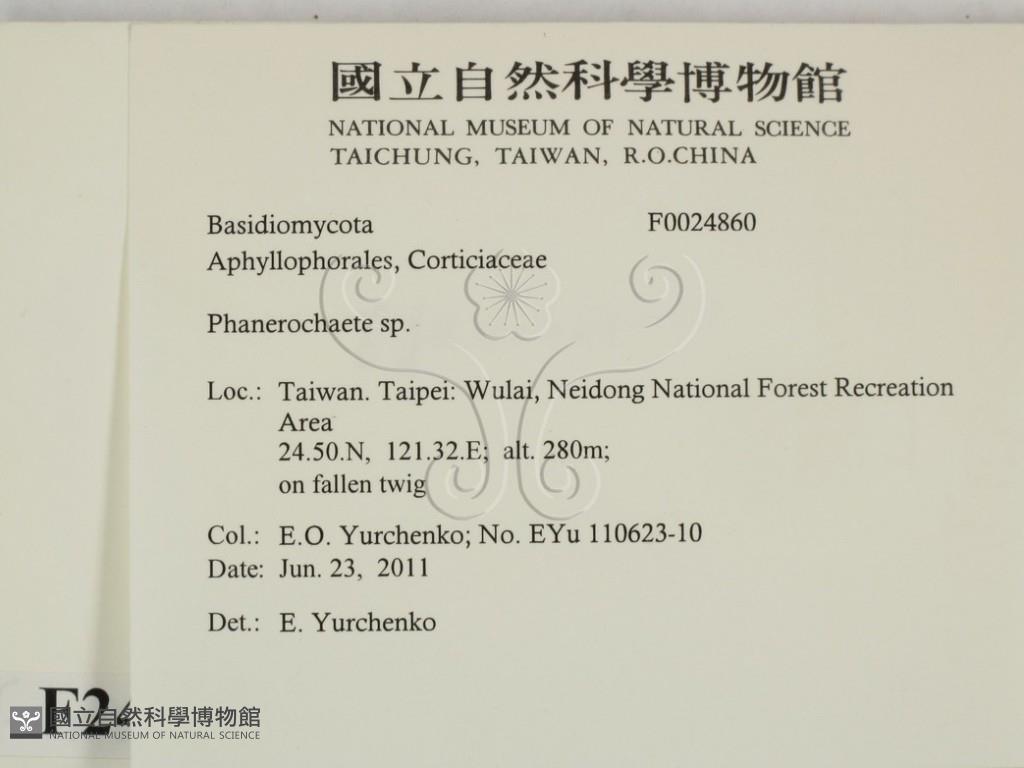 國立自然科學博物館
NATIONAL MUSEUM OF NATURAL SCIENCE
TAICHUNG, TAIWAN, R.O.CHINA
Basidiomycota F0024860
Aphyllophorales, Corticiaceae
Phanerochaete sp.
Loc.: Taiwan. Taipei: Wulai, Neidong National Forest Recreation
Area
24.50.N, 121.32.E; alt. 280m;
on fallen twig
Col.: E.O. Yurchenko; No. EYu 110623-10
Date: Jun. 23, 2011
Det.: E. Yurchenko
F24
國立自然科學博物館
NATIONAL MUSEUM OF NATURAL SCIENCE